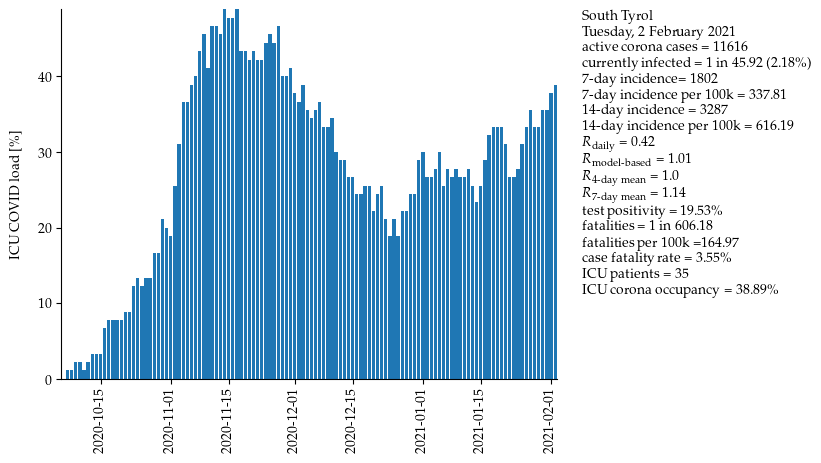 South Tyrol
Tuesday, 2 February 2021
active corona cases = 11616
currently infected = 1 in 45.92 (2.18%)
7-day incidence= 1802
7-day incidence per 100k = 337.81
14-day incidence = 3287
14-day incidence per 100k = 616.19
R_daily = 0.42
R_model-based = 1.01
R_4-day mean = 1.0
R_7-day mean = 1.14
test positivity = 19.53%
fatalities = 1 in 606.18
fatalities per 100k =164.97
case fatality rate = 3.55%
ICU patients = 35
ICU corona occupancy = 38.89%
ICU COVID load [%]
40
30
20
10
0
2020-10-15
2020-11-01
2020-11-15
2020-12-01
2020-12-15
2021-01-01
2021-01-15
2021-02-01